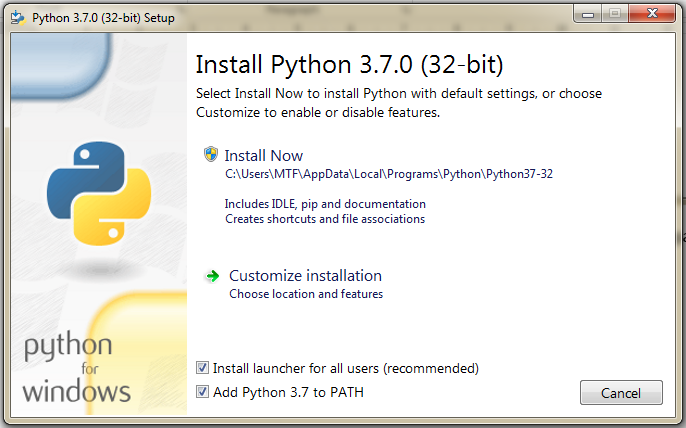 Python 3.7.0 (32-bit) Setup
Install Python 3.7.0 (32-bit)
Select Install Now to install Python with default settings, or choose
Customize to enable or disable features.
Install Now
C:\Users\MTF\AppData\Local\Programs\Python\Python37-32
Includes IDLE, pip and documentation
Creates shortcuts and file associations
Customize installation
Choose location and features
python
for
windows
Install launcher for all users (recommended)
Add Python 3.7 to PATH
Cancel